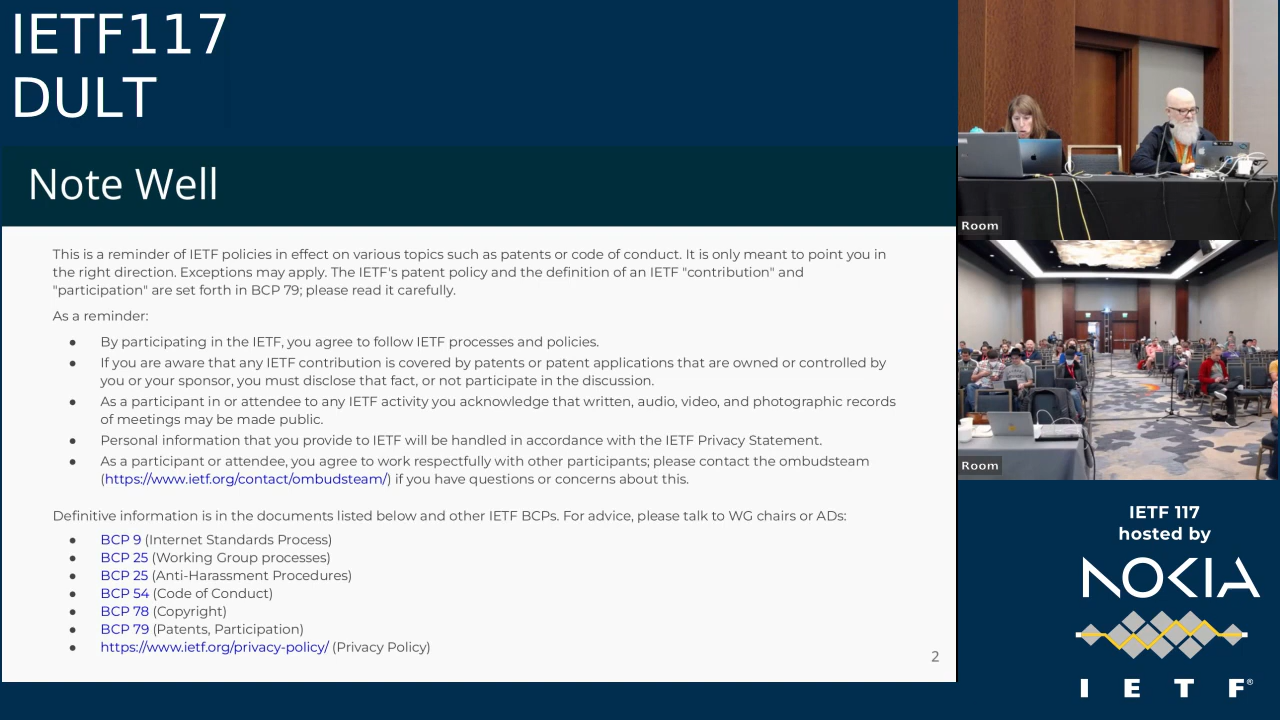 IETF117
DULT
Note Well
This is a reminder of IETF policies in effect on various topics such as patents or code of conduct. It is only meant to point you in
the right direction. Exceptions may apply. The IETF's patent policy and the definition of an IETF "contribution" and
"participation" are set forth in BCP 79; please read it carefully.
As a reminder:
● By participating in the IETF, you agree to follow IETF processes and policies.
● If you are aware that any IETF contribution is covered by patents or patent applications that are owned or controlled by
you or your sponsor, you must disclose that fact, or not participate in the discussion.
● As a participant in or attendee to any IETF activity you acknowledge that written, audio, video, and photographic records
of meetings may be made public.
● Personal information that you provide to IETF will be handled in accordance with the IETF Privacy Statement.
● As a participant or attendee, you agree to work respectfully with other participants; please contact the ombudsteam
(https://www.ietf.org/contact/ombudsteam/) if you have questions or concerns about this.
Definitive information is in the documents listed below and other IETF BCPs. For advice, please talk to WG chairs or ADs:
● BCP 9 (Internet Standards Process)
● BCP 25 (Working Group processes)
● BCP 25 (Anti-Harassment Procedures)
● BCP 54 (Code of Conduct)
● BCP 78 (Copyright)
● BCP 79 (Patents, Participation)
● https://www.ietf.org/privacy-policy/ (Privacy Policy)
2
Room
Room
IETF 117
hosted by
NOKIA
I E T F®